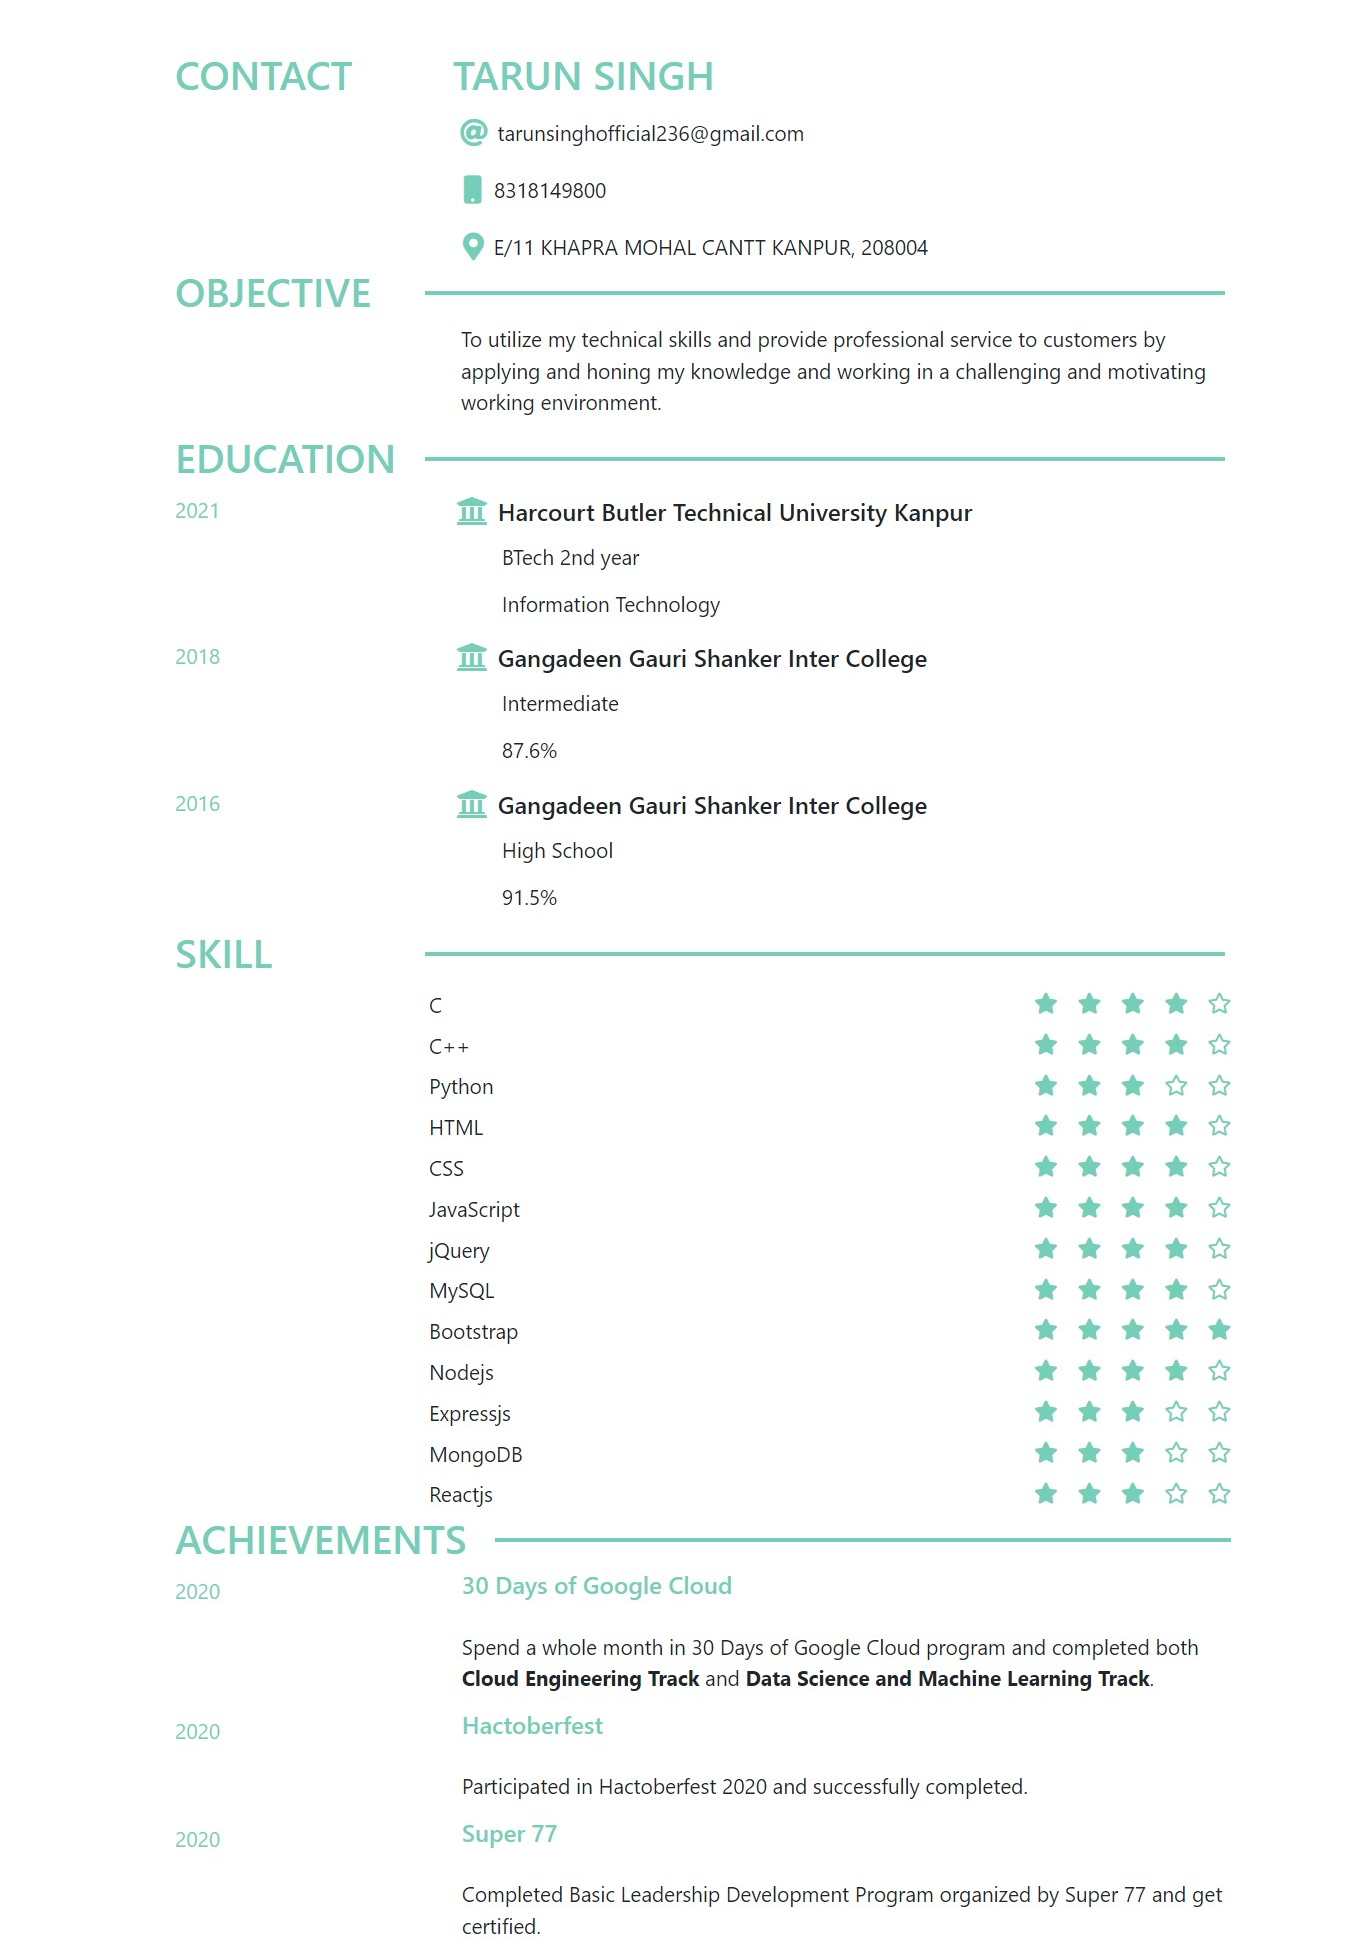 CONTACT
TARUN SINGH
tarunsinghofficial236@gmail.com
8318149800
E/11 KHAPRA MOHAL CANTT KANPUR, 208004
OBJECTIVE
To utilize my technical skills and provide professional service to customers by
applying and honing my knowledge and working in a challenging and motivating
working environment.
EDUCATION
2021
Harcourt Butler Technical University Kanpur
BTech 2nd year
Information Technology
2018
Gangadeen Gauri Shanker Inter College
Intermediate
87.6%
2016
Gangadeen Gauri Shanker Inter College
High School
91.5%
SKILL
C
C++
Python
HTML
CSS
JavaScript
jQuery
MySQL
Bootstrap
Nodejs
Expressjs
MongoDB
Reactjs
ACHIEVEMENTS
2020
30 Days of Google Cloud
Spend a whole month in 30 Days of Google Cloud program and completed both
Cloud Engineering Track and Data Science and Machine Learning Track.
2020
Hactoberfest
Participated in Hactoberfest 2020 and successfully completed.
2020
Super 77
Completed Basic Leadership Development Program organized by Super 77 and get
certified.